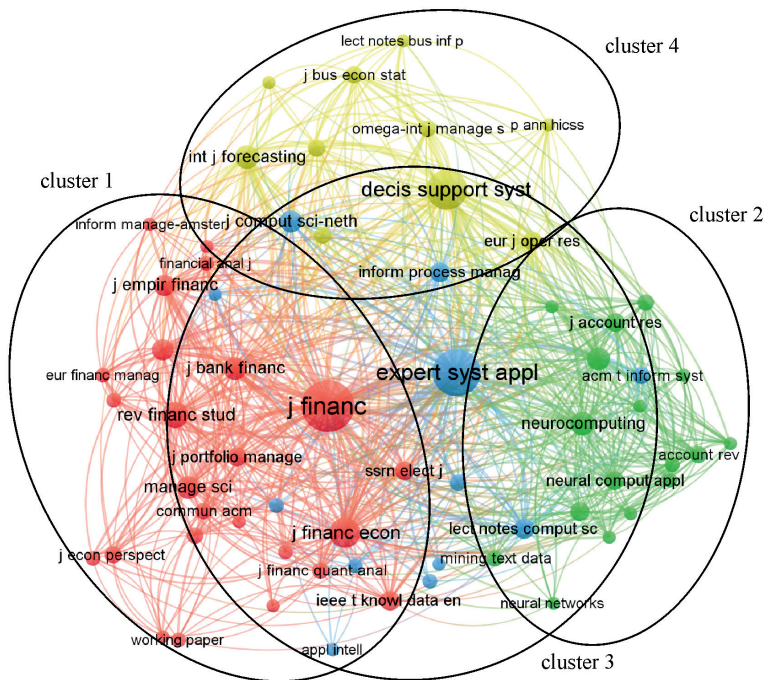 lect notes bus inf p
cluster 4
j bus econ stat
omega-int j manage s
p ann hicss
int j forecasting
cluster 1
decis support syst
cluster 2
inform manage-amster
j comput sci-neth
eur j oper res
financial anal j
inform process manag
j empir financ
j account res
j bank financ
expert syst appl
acm t inform syst
eur financ manag
j financ
rev financ stud
neurocomputing
j portfolio manage
ssrn elect j
account rev
manage sci
neural comput appl
commun acm
j financ econ
lect notes comput sc
j econ perspect
mining text data
j financ quant anal
ieee t knowl data en
neural networks
working paper
appl intell
cluster 3